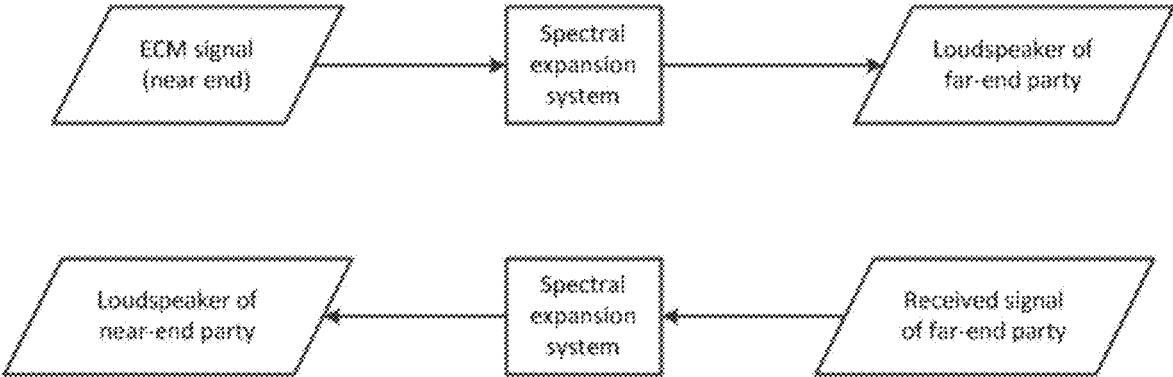 ECM signal
(near end)
Spectral
expansion
system
Loudspeaker of
far-end party
Loudspeaker of
near-end party
Spectral
expansion
system
Received signal
of far-end party